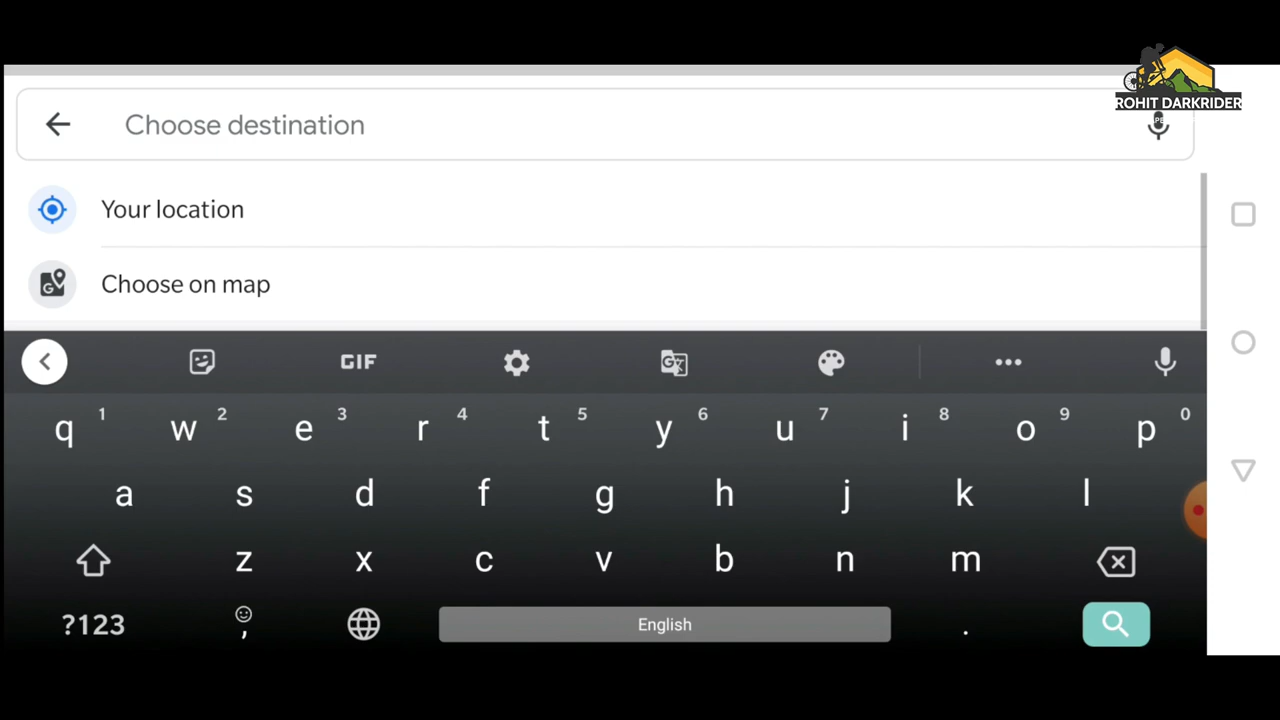 ROHIT DARKRIDER
Choose destination
Your location
Choose on map
GIF
q 1 w 2 e 3 r 4 t 5 y 6 u 7 i 8 o 9 p 0
a s d f g h j k l
z x c v b n m
?123 , English .